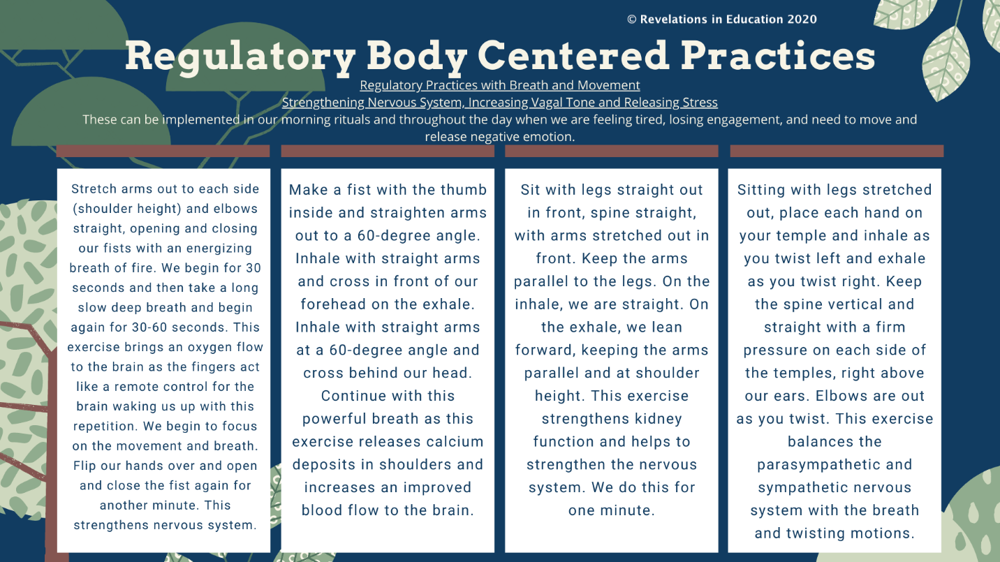 © Revelations in Education 2020
Regulatory Body Centered Practices
Regulatory Practices with Breath and Movement
Strengthening Nervous System, Increasing Vagal Tone and Releasing Stress
These can be implemented in our morning rituals and throughout the day when we are feeling tired, losing engagement, and need to move and
release negative emotion.
Stretch arms out to each side
(shoulder height) and elbows
straight, opening and closing
our fists with an energizing
breath of fire. We begin for 30
seconds and then take a long
slow deep breath and begin
again for 30-60 seconds. This
exercise brings an oxygen flow
to the brain as the fingers act
like a remote control for the
brain waking us up with this
repetition. We begin to focus
on the movement and breath.
Flip our hands over and open
and close the fist again for
another minute. This
strengthens nervous system.
Make a fist with the thumb
inside and straighten arms
out to a 60-degree angle.
Inhale with straight arms
and cross in front of our
forehead on the exhale.
Inhale with straight arms
at a 60-degree angle and
cross behind our head.
Continue with this
powerful breath as this
exercise releases calcium
deposits in shoulders and
increases an improved
blood flow to the brain.
Sit with legs straight out
in front, spine straight,
with arms stretched out in
front. Keep the arms
parallel to the legs. On the
inhale, we are straight. On
the exhale, we lean
forward, keeping the arms
parallel and at shoulder
height. This exercise
strengthens kidney
function and helps to
strengthen the nervous
system. We do this for
one minute.
Sitting with legs stretched
out, place each hand on
your temple and inhale as
you twist left and exhale
as you twist right. Keep
the spine vertical and
straight with a firm
pressure on each side of
the temples, right above
our ears. Elbows are out
as you twist. This exercise
balances the
parasympathetic and
sympathetic nervous
system with the breath
and twisting motions.